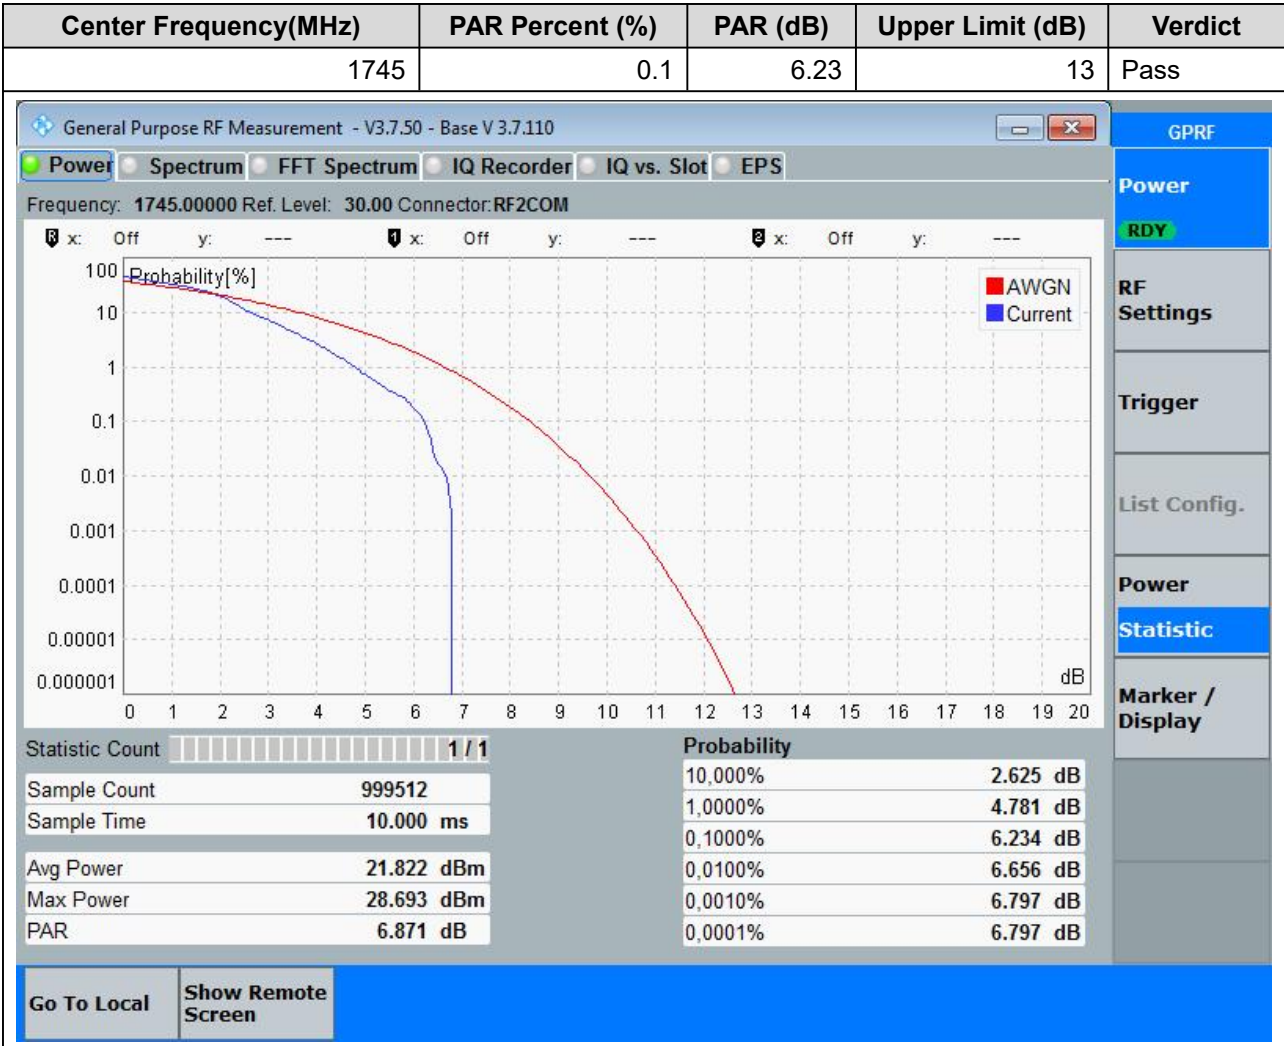 Center Frequency(MHz) PAR Percent (%) PAR (dB) Upper Limit (dB) Verdict
1745 0.1 6.23 13 Pass
General Purpose RF Measurement - V3.7.50 - Base V 3.7.110
GPRF
Power Spectrum FFT Spectrum IQ Recorder IQ vs. Slot EPS
Frequency: 1745.00000 Ref. Level: 30.00 Connector:RF2COM
R x: Off y: --- 1 x: Off y: --- 2 x: Off y: ---
Probability[%]
AWGN
Current
100
10
1
0.1
0.01
0.001
0.0001
0.00001
0.000001
dB
0 1 2 3 4 5 6 7 8 9 10 11 12 13 14 15 16 17 18 19 20
Statistic Count 1 / 1
Sample Count 999512
Sample Time 10.000 ms
Avg Power 21.822 dBm
Max Power 28.693 dBm
PAR 6.871 dB
Probability
10,000% 2.625 dB
1,0000% 4.781 dB
0,1000% 6.234 dB
0,0100% 6.656 dB
0,0010% 6.797 dB
0,0001% 6.797 dB
Power
RDY
RF
Settings
Trigger
List Config.
Power
Statistic
Marker /
Display
Go To Local
Show Remote
Screen